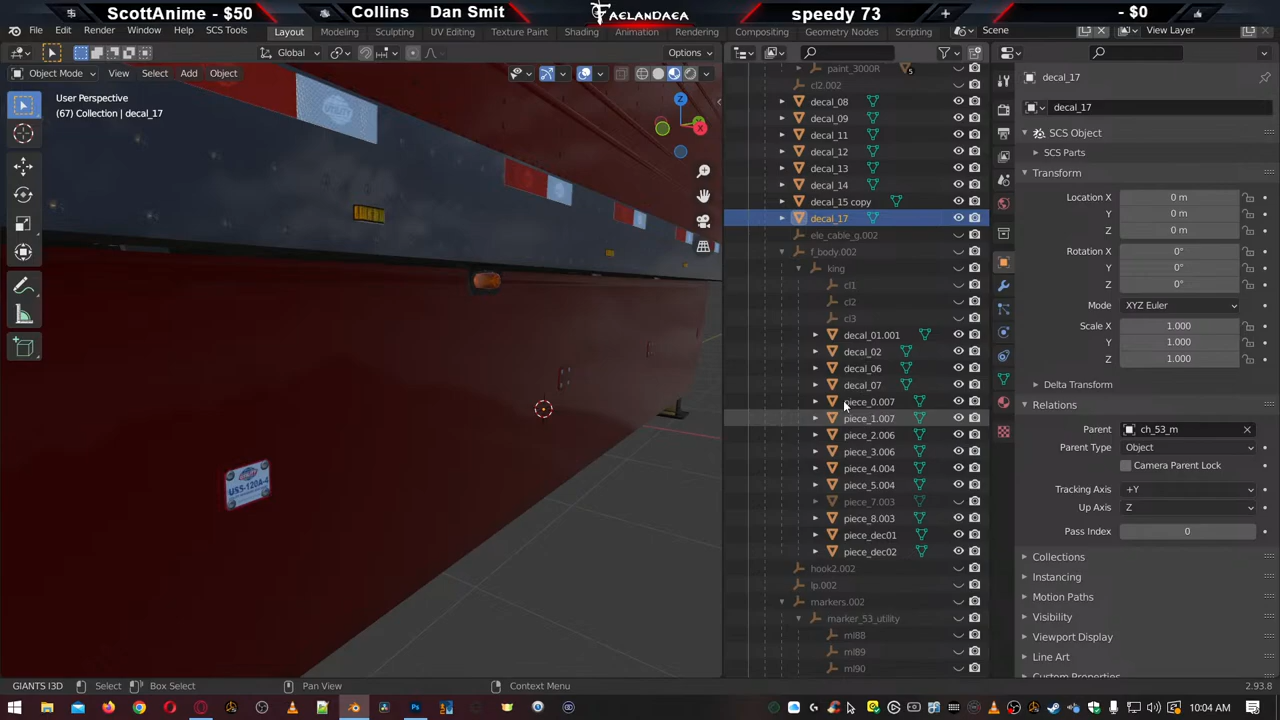 ScottAnime - $50
Collins Dan Smit
FAELANDAEA
speedy 73
- $0
File Edit Render Window Help SCS Tools
Layout Modeling Sculpting UV Editing Texture Paint Shading Animation Rendering Compositing Geometry Nodes Scripting
Scene
View Layer
Global
Options
Object Mode View Select Add Object
User Perspective
(67) Collection | decal_17
Z
X
USS-120A-4
paint_3000R
5
cl2.002
decal_08
decal_09
decal_11
decal_12
decal_13
decal_14
decal_15 copy
decal_17
ele_cable_g.002
f_body.002
king
cl1
cl2
cl3
decal_01.001
decal_02
decal_06
decal_07
piece_0.007
piece_1.007
piece_2.006
piece_3.006
piece_4.004
piece_5.004
piece_7.003
piece_8.003
piece_dec01
piece_dec02
hook2.002
lp.002
markers.002
marker_53_utility
ml88
ml89
ml90
decal_17
decal_17
SCS Object
SCS Parts
Transform
Location X 0 m
Y 0 m
Z 0 m
Rotation X 0°
Y 0°
Z 0°
Mode XYZ Euler
Scale X 1.000
Y 1.000
Z 1.000
Delta Transform
Relations
Parent ch_53_m
Parent Type Object
Camera Parent Lock
Tracking Axis +Y
Up Axis Z
Pass Index 0
Collections
Instancing
Motion Paths
Visibility
Viewport Display
Line Art
Custom Properties
GIANTS I3D Select Box Select Pan View Context Menu 2.93.8
10:04 AM